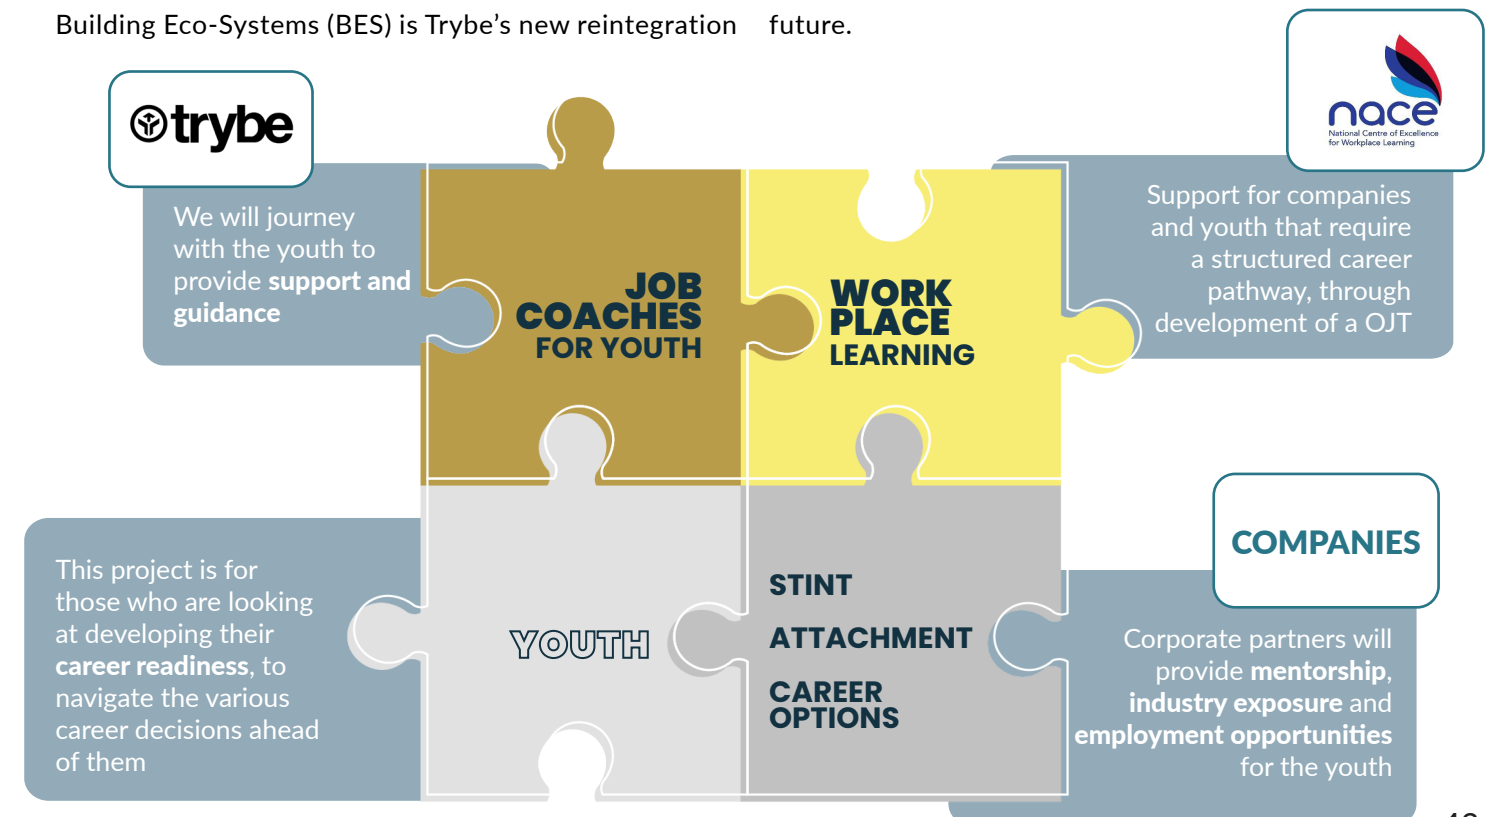 Building Eco-Systems (BES) is Trybe’s new reintegration
future.
trybe
We will journey
with the youth to
provide support and
guidance
JOB
COACHES
FOR YOUTH
WORK
PLACE
LEARNING
nace
National Centre of Excellence
for Workplace Learning
Support for companies
and youth that require
a structured career
pathway, through
development of a OJT
This project is for
those who are looking
at developing their
career readiness, to
navigate the various
career decisions ahead
of them
YOUTH
STINT
ATTACHMENT
CAREER
OPTIONS
COMPANIES
Corporate partners will
provide mentorship,
industry exposure and
employment opportunities
for the youth